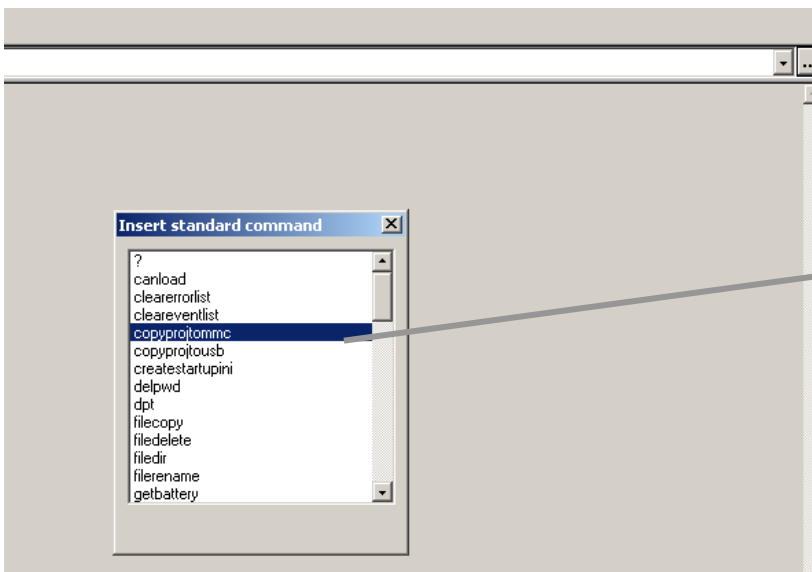 ...
Insert standard command
?
canload
clearerrorlist
cleareventlist
copyprojtommc
copyprojtousb
createstartupini
delpwd
dpt
filecopy
filedelete
filedir
filerename
getbattery